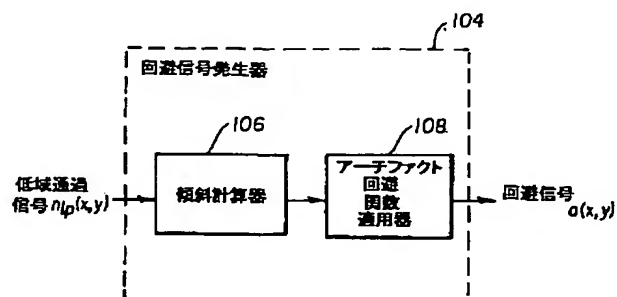 104
回避信号発生器
106
108
低域通過
信号 nlp(x,y)
傾斜計算器
アーチファクト
回避
関数
適用器
回避信号
a(x,y)